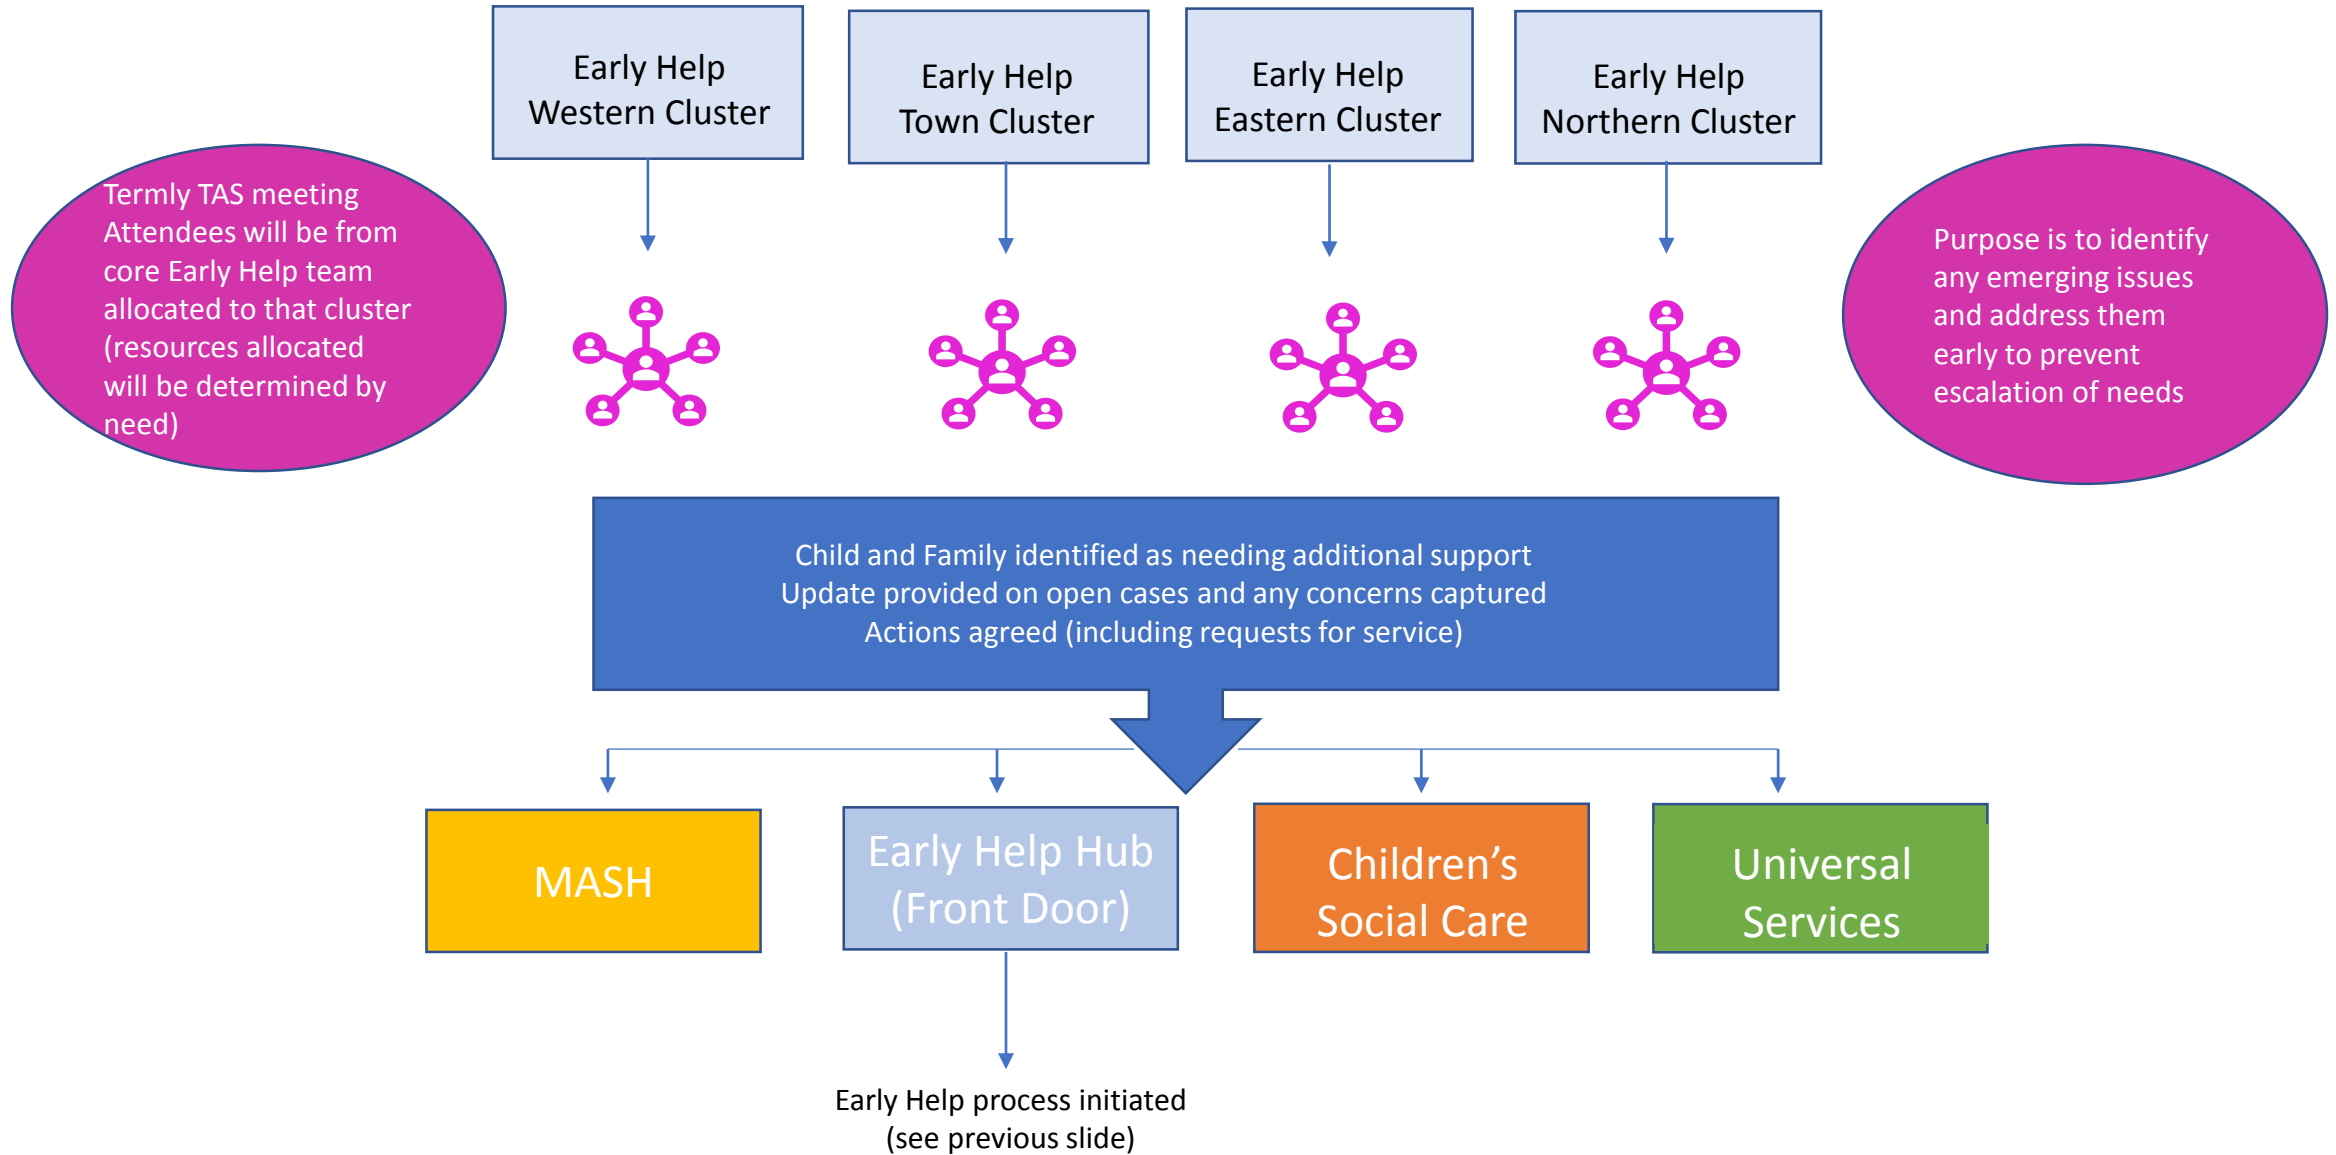 Early Help
Western Cluster
Early Help
Town Cluster
Early Help
Eastern Cluster
Early Help
Northern Cluster
Termly TAS meeting
Attendees will be from
core Early Help team
allocated to that cluster
(resources allocated
will be determined by
need)
Purpose is to identify
any emerging issues
and address them
early to prevent
escalation of needs
Child and Family identified as needing additional support
Update provided on open cases and any concerns captured
Actions agreed (including requests for service)
MASH
Early Help Hub
(Front Door)
Children’s
Social Care
Universal
Services
Early Help process initiated
(see previous slide)